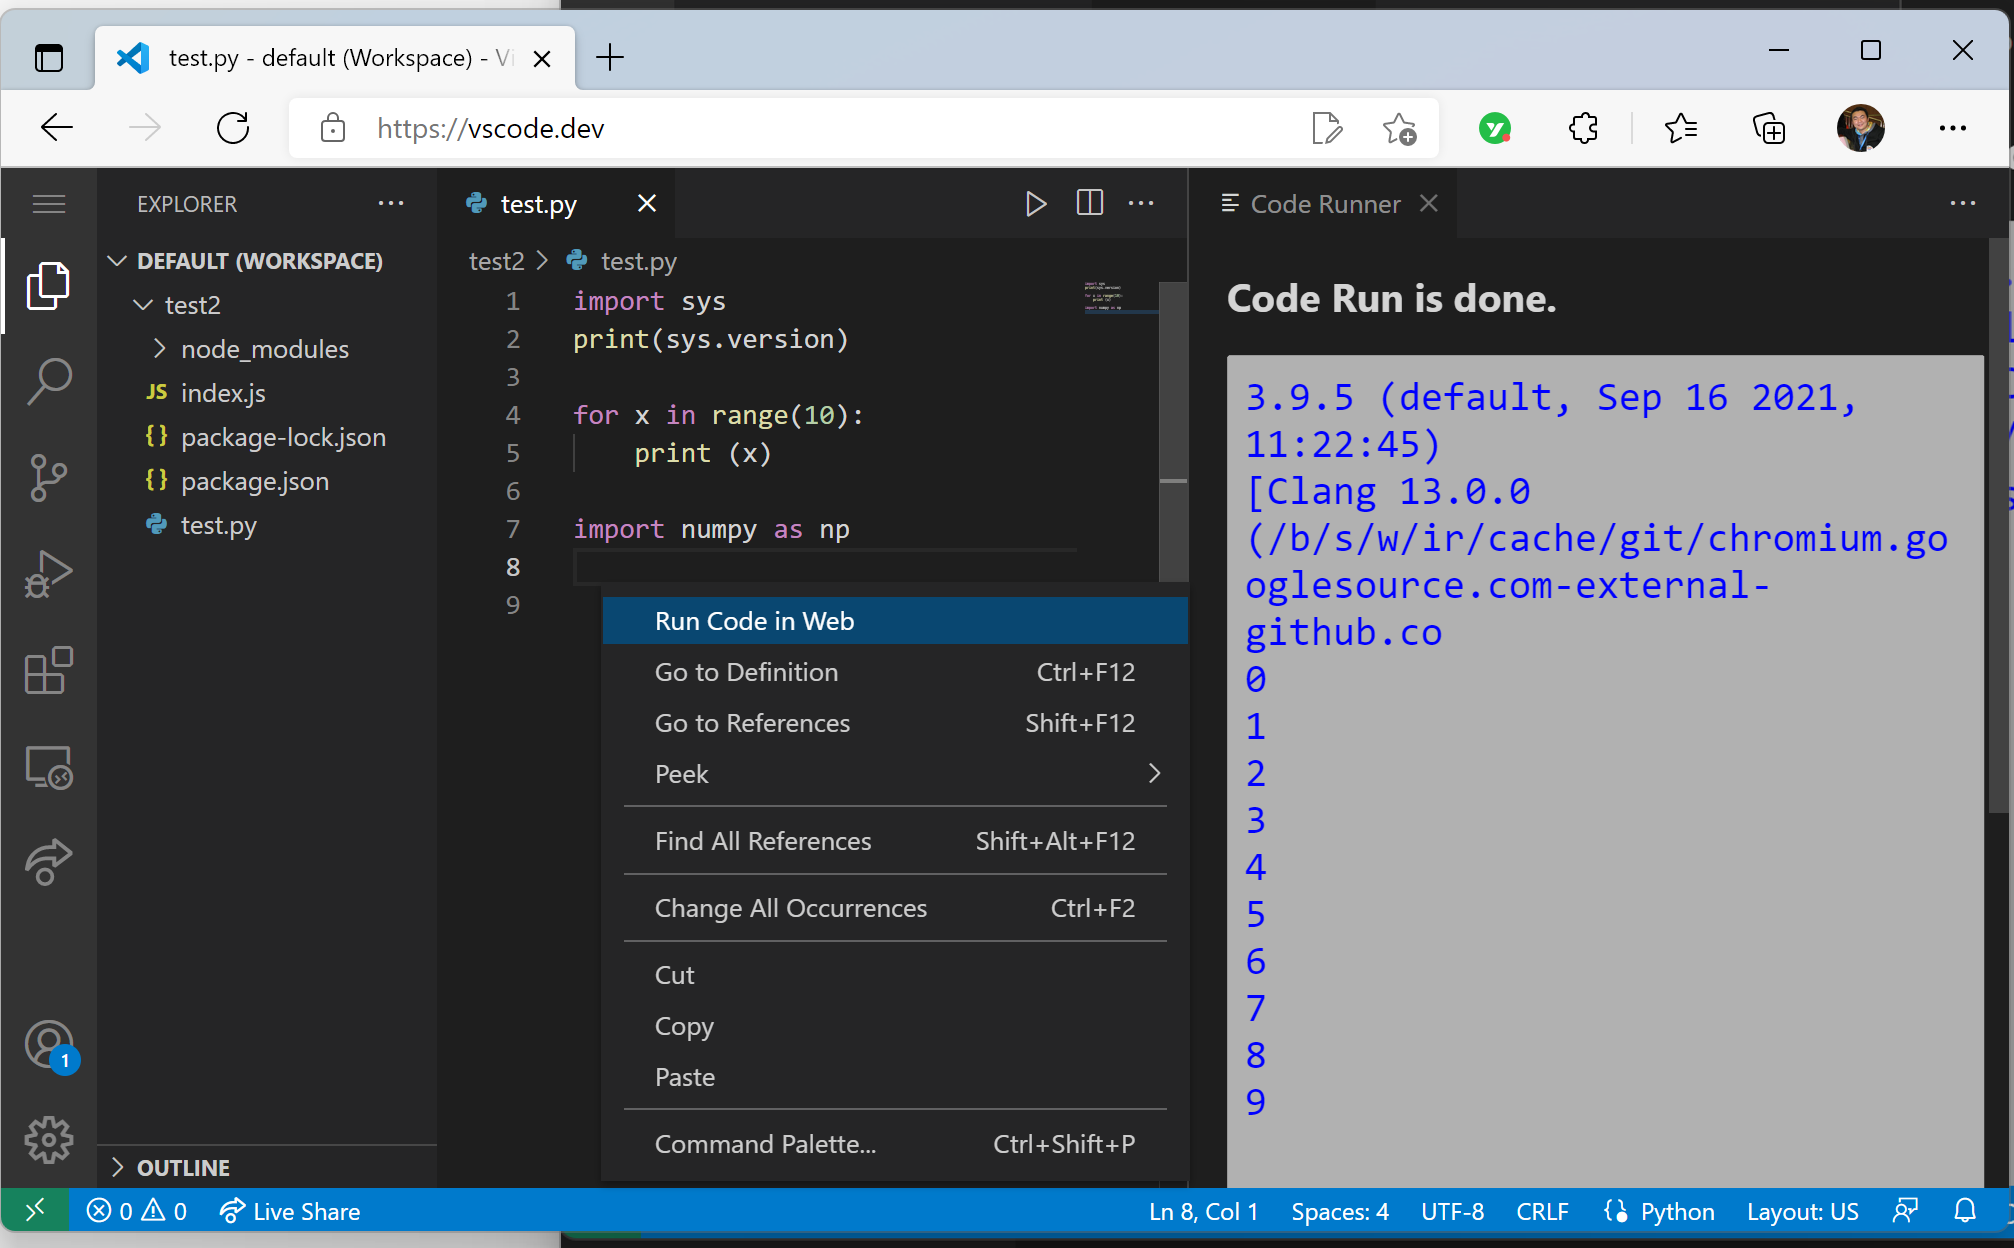 test.py - default (Workspace) - Vi
https://vscode.dev
EXPLORER
DEFAULT (WORKSPACE)
test2
node_modules
JS index.js
{} package-lock.json
{} package.json
test.py
OUTLINE
test.py
test2 > test.py
1 import sys
2 print(sys.version)
3
4 for x in range(10):
5 print (x)
6
7 import numpy as np
8
9
Run Code in Web
Go to Definition Ctrl+F12
Go to References Shift+F12
Peek
Find All References Shift+Alt+F12
Change All Occurrences Ctrl+F2
Cut
Copy
Paste
Command Palette... Ctrl+Shift+P
Code Runner
Code Run is done.
3.9.5 (default, Sep 16 2021,
11:22:45)
[Clang 13.0.0
(/b/s/w/ir/cache/git/chromium.go
oglesource.com-external-
github.co
0
1
2
3
4
5
6
7
8
9
1
0 0 Live Share Ln 8, Col 1 Spaces: 4 UTF-8 CRLF Python Layout: US